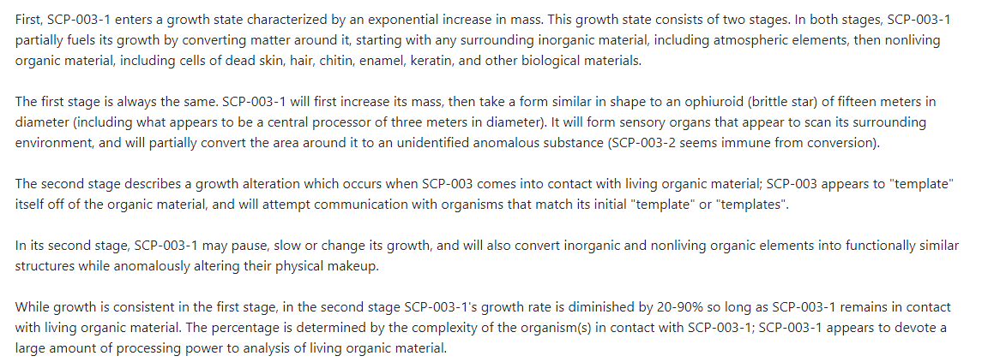 First, SCP-003-1 enters a growth state characterized by an exponential increase in mass. This growth state consists of two stages. In both stages, SCP-003-1
partially fuels its growth by converting matter around it, starting with any surrounding inorganic material, including atmospheric elements, then nonliving
organic material, including cells of dead skin, hair, chitin, enamel, keratin, and other biological materials.
The first stage is always the same. SCP-003-1 will first increase its mass, then take a form similar in shape to an ophiuroid (brittle star) of fifteen meters in
diameter (including what appears to be a central processor of three meters in diameter). It will form sensory organs that appear to scan its surrounding
environment, and will partially convert the area around it to an unidentified anomalous substance (SCP-003-2 seems immune from conversion).
The second stage describes a growth alteration which occurs when SCP-003 comes into contact with living organic material; SCP-003 appears to "template"
itself off of the organic material, and will attempt communication with organisms that match its initial "template" or "templates".
In its second stage, SCP-003-1 may pause, slow or change its growth, and will also convert inorganic and nonliving organic elements into functionally similar
structures while anomalously altering their physical makeup.
While growth is consistent in the first stage, in the second stage SCP-003-1's growth rate is diminished by 20-90% so long as SCP-003-1 remains in contact
with living organic material. The percentage is determined by the complexity of the organism(s) in contact with SCP-003-1; SCP-003-1 appears to devote a
large amount of processing power to analysis of living organic material.